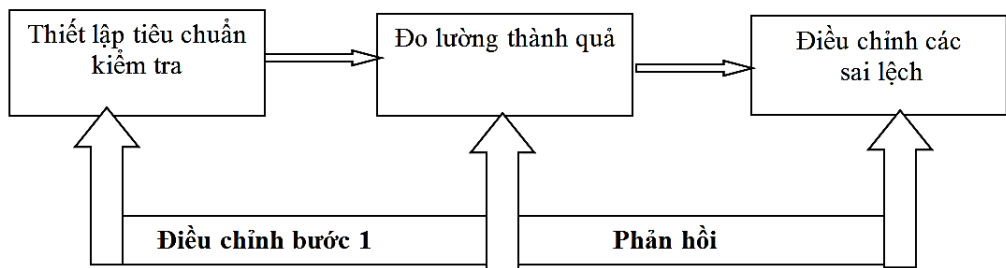 Thiết lập tiêu chuẩn
kiểm tra
Đo lường thành quả
Điều chỉnh các
sai lệch
Điều chỉnh bước 1
Phản hồi